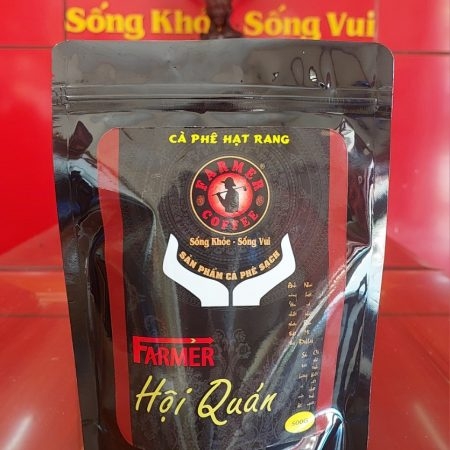 Sống Khỏe Sống Vui
CÀ PHÊ HẠT RANG
FARMER
COFFEE
Sống Khỏe - Sống Vui
SẢN PHẨM CÀ PHÊ SẠCH
FARMER
Hội Quán
500G